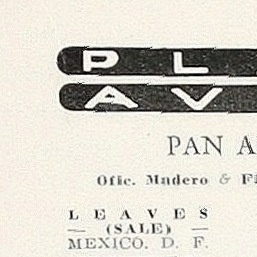 P L
A V
PAN A
Ofic. Madero & F
L E A V E S
— (SALE) —
MEXICO. D. F.